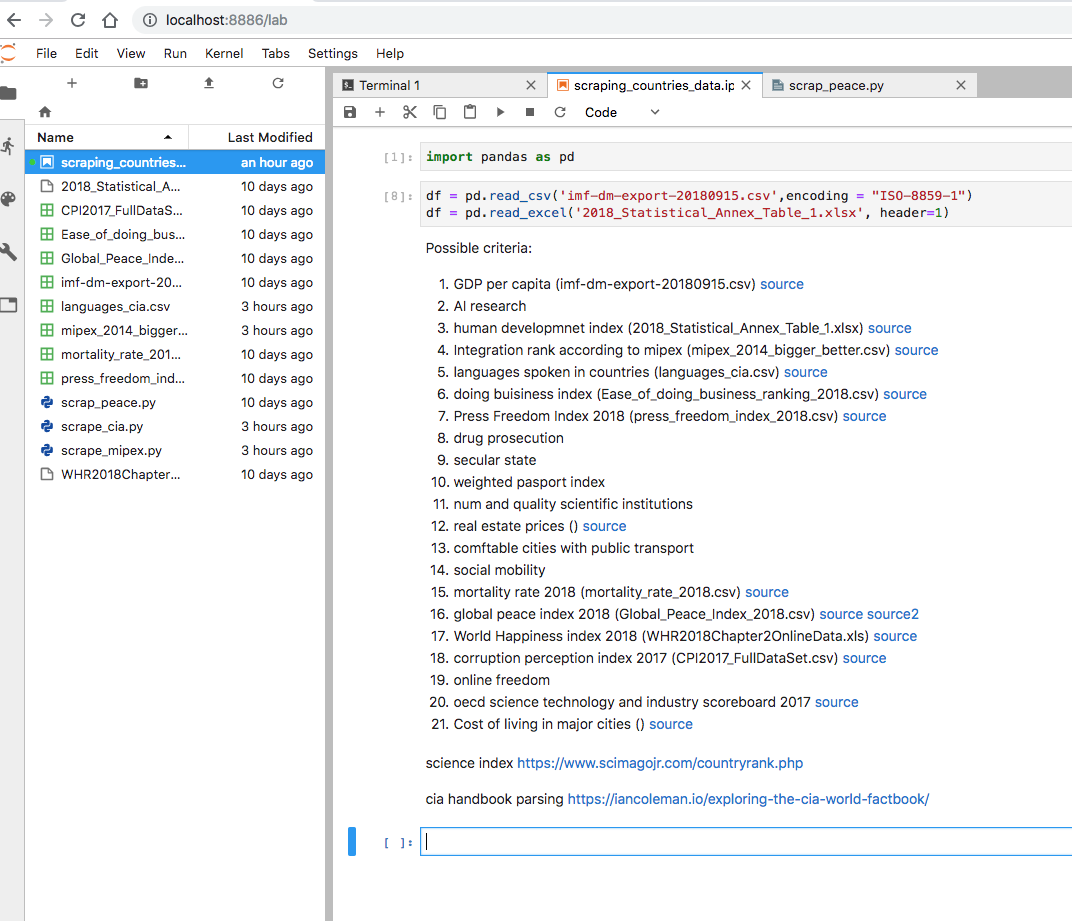 localhost:8886/lab
File Edit View Run Kernel Tabs Settings Help
Terminal 1 scraping_countries_data.ip scrap_peace.py
Code
Name Last Modified
scraping_countries... an hour ago
2018_Statistical_A... 10 days ago
CPI2017_FullDataS... 10 days ago
Ease_of_doing_bus... 10 days ago
Global_Peace_Inde... 10 days ago
imf-dm-export-20... 10 days ago
languages_cia.csv 3 hours ago
mipex_2014_bigger... 3 hours ago
mortality_rate_201... 10 days ago
press_freedom_ind... 10 days ago
scrap_peace.py 10 days ago
scrape_cia.py 3 hours ago
scrape_mipex.py 3 hours ago
WHR2018Chapter... 10 days ago
[1]: import pandas as pd
[8]: df = pd.read_csv('imf-dm-export-20180915.csv',encoding = "ISO-8859-1")
df = pd.read_excel('2018_Statistical_Annex_Table_1.xlsx', header=1)
Possible criteria:
1. GDP per capita (imf-dm-export-20180915.csv) source
2. AI research
3. human developmnet index (2018_Statistical_Annex_Table_1.xlsx) source
4. Integration rank according to mipex (mipex_2014_bigger_better.csv) source
5. languages spoken in countries (languages_cia.csv) source
6. doing buisiness index (Ease_of_doing_business_ranking_2018.csv) source
7. Press Freedom Index 2018 (press_freedom_index_2018.csv) source
8. drug prosecution
9. secular state
10. weighted pasport index
11. num and quality scientific institutions
12. real estate prices () source
13. comftable cities with public transport
14. social mobility
15. mortality rate 2018 (mortality_rate_2018.csv) source
16. global peace index 2018 (Global_Peace_Index_2018.csv) source source2
17. World Happiness index 2018 (WHR2018Chapter2OnlineData.xls) source
18. corruption perception index 2017 (CPI2017_FullDataSet.csv) source
19. online freedom
20. oecd science technology and industry scoreboard 2017 source
21. Cost of living in major cities () source
science index https://www.scimagojr.com/countryrank.php
cia handbook parsing https://iancoleman.io/exploring-the-cia-world-factbook/
[ ]: